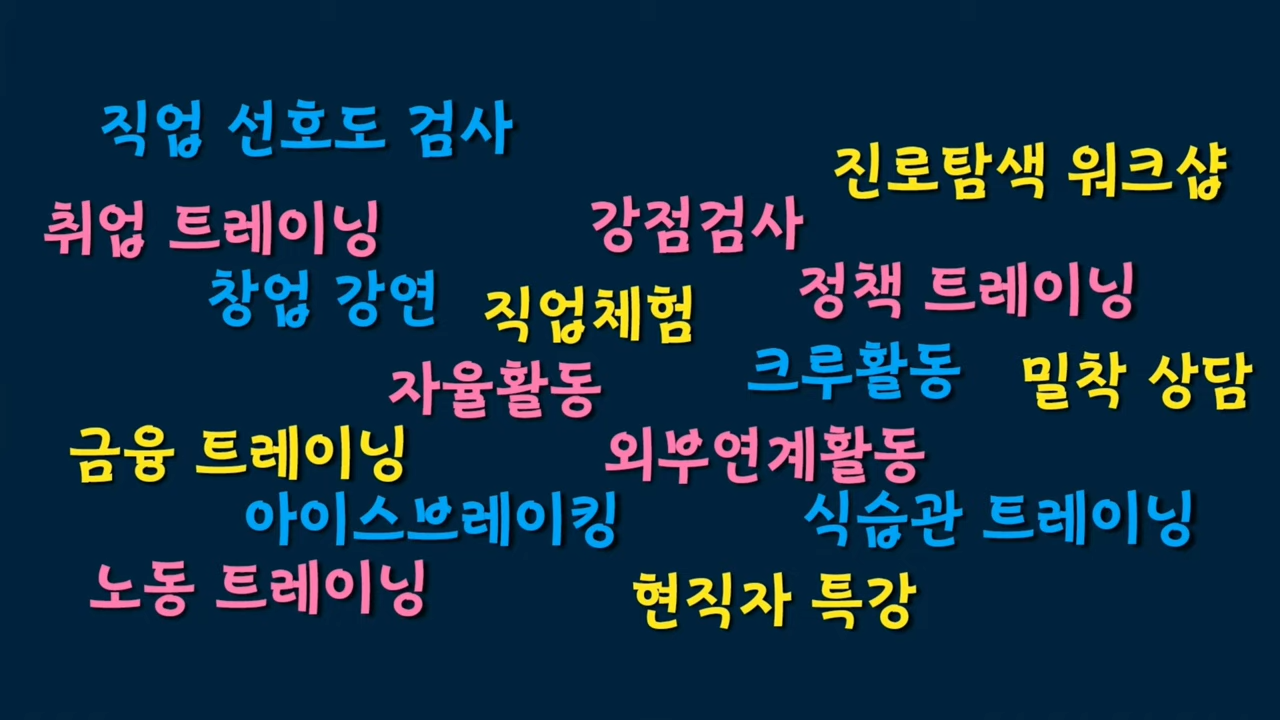 직업 선호도 검사
진로탐색 워크샵
취업 트레이닝
강점검사
창업 강연
직업체험
정책 트레이닝
자율활동
크루활동
밀착 상담
금융 트레이닝
외부연계활동
아이스브레이킹
식습관 트레이닝
노동 트레이닝
현직자 특강